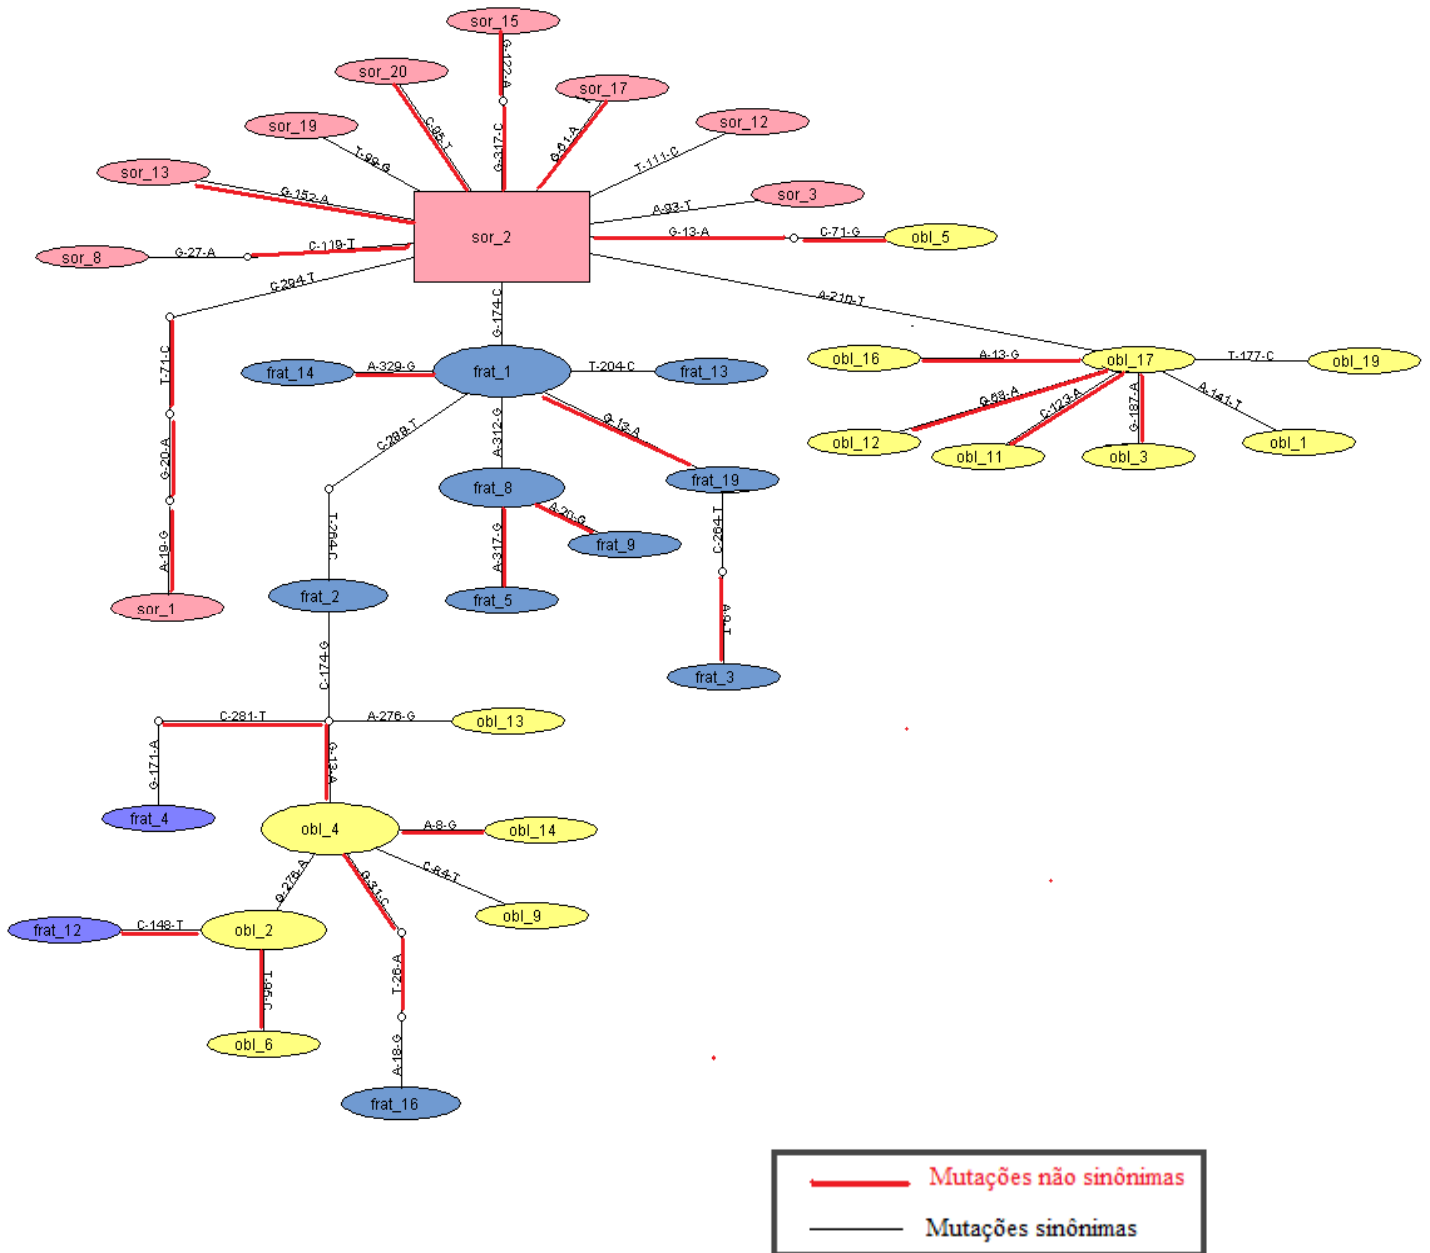 sor_15
G-122-A
sor_20
sor_17
C-95-T
G-317-C
G-61-A
sor_19
sor_12
T-99-G
T-111-C
sor_13
G-152-A
sor_3
A-93-T
sor_2
G-13-A
C-71-G
obl_5
sor_8
G-27-A
C-119-T
G-294-T
A-210-T
G-174-C
T-71-C
frat_14
A-329-G
frat_1
T-204-C
frat_13
obl_16
A-13-G
obl_17
T-177-C
obl_19
C-123-A
G-187-A
A-141-T
obl_12
obl_11
obl_3
obl_1
C-288-T
A-312-G
G-13-A
G-20-A
frat_8
frat_19
A-20-G
frat_9
A-317-G
C-264-T
T-264-C
A-19-G
sor_1
frat_2
frat_5
A-9-T
frat_3
C-174-G
C-281-T
A-276-G
obl_13
G-171-A
G-13-A
frat_4
obl_4
A-8-G
obl_14
G-276-A
G-37-C
C-84-T
obl_9
frat_12
C-148-T
obl_2
T-26-A
T-95-C
obl_6
A-18-G
frat_16
Mutações não sinônimas
Mutações sinônimas